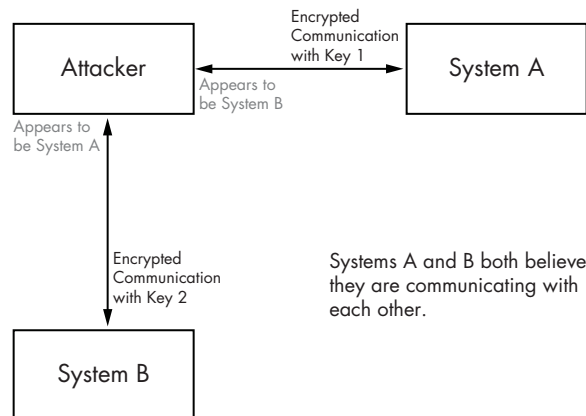 Encrypted
Communication
with Key 1
Attacker
System A
Appears to
be System B
Appears to
be System A
Encrypted
Communication
with Key 2
Systems A and B both believe
they are communicating with
each other.
System B